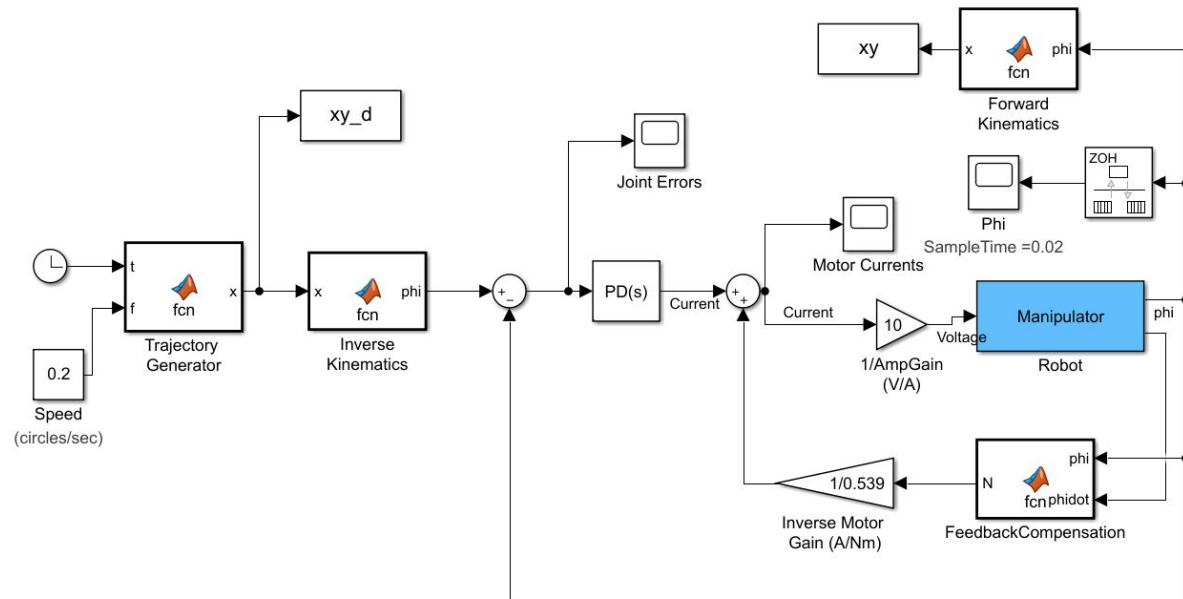 xy
x
phi
fcn
Forward
Kinematics
xy_d
Joint Errors
ZOH
Phi
SampleTime =0.02
Motor Currents
t
f
x
fcn
Trajectory
Generator
x
phi
fcn
Inverse
Kinematics
+
−
PD(s)
Current
+
+
Current
10
1/AmpGain
(V/A)
Voltage
Manipulator
Robot
phi
0.2
Speed
(circles/sec)
1/0.539
Inverse Motor
Gain (A/Nm)
N
phi
fcn
phidot
FeedbackCompensation